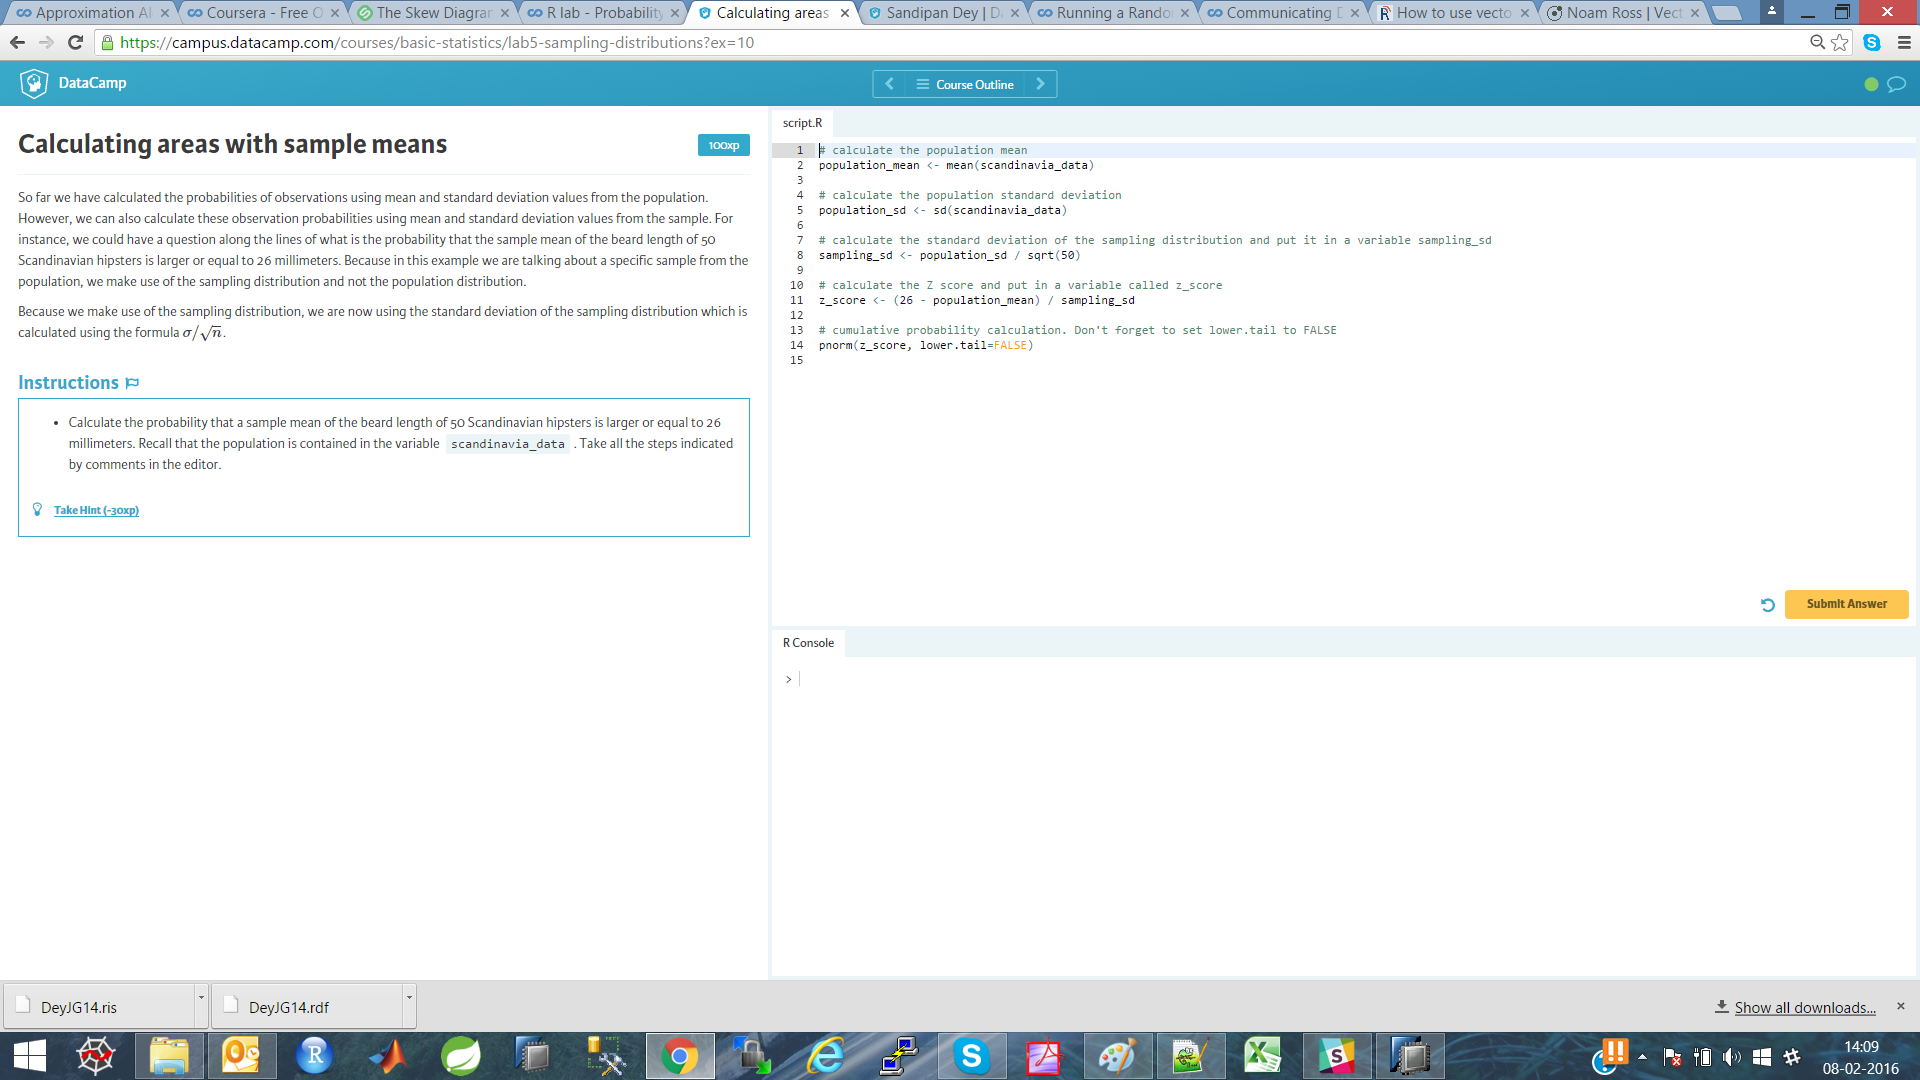 Approximation Al
Coursera - Free O
The Skew Diagra
R lab - Probability
Calculating areas
Sandipan Dey | D
Running a Rando
Communicating D
How to use vecto
Noam Ross | Vect
https://campus.datacamp.com/courses/basic-statistics/lab5-sampling-distributions?ex=10
DataCamp
Course Outline
Calculating areas with sample means
100xp
So far we have calculated the probabilities of observations using mean and standard deviation values from the population.
However, we can also calculate these observation probabilities using mean and standard deviation values from the sample. For
instance, we could have a question along the lines of what is the probability that the sample mean of the beard length of 50
Scandinavian hipsters is larger or equal to 26 millimeters. Because in this example we are talking about a specific sample from the
population, we make use of the sampling distribution and not the population distribution.
Because we make use of the sampling distribution, we are now using the standard deviation of the sampling distribution which is
calculated using the formula σ/√n.
Instructions
• Calculate the probability that a sample mean of the beard length of 50 Scandinavian hipsters is larger or equal to 26
millimeters. Recall that the population is contained in the variable scandinavia_data . Take all the steps indicated
by comments in the editor.
Take Hint (-30xp)
script.R
1 # calculate the population mean
2 population_mean <- mean(scandinavia_data)
3
4 # calculate the population standard deviation
5 population_sd <- sd(scandinavia_data)
6
7 # calculate the standard deviation of the sampling distribution and put it in a variable sampling_sd
8 sampling_sd <- population_sd / sqrt(50)
9
10 # calculate the Z score and put in a variable called z_score
11 z_score <- (26 - population_mean) / sampling_sd
12
13 # cumulative probability calculation. Don't forget to set lower.tail to FALSE
14 pnorm(z_score, lower.tail=FALSE)
15
Submit Answer
R Console
>
DeyJG14.ris
DeyJG14.rdf
Show all downloads...
14:09
08-02-2016